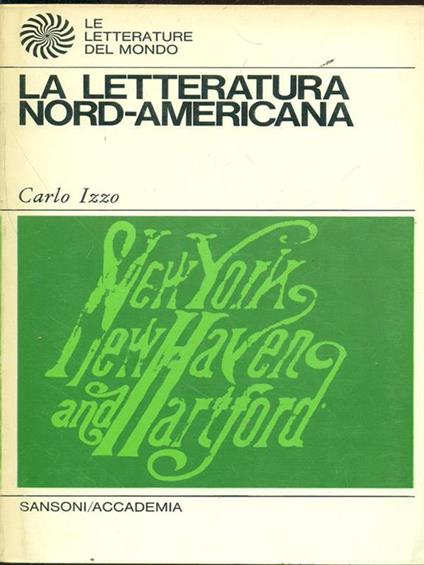 LE
LETTERATURE
DEL MONDO
LA LETTERATURA
NORD-AMERICANA
Carlo Izzo
New York,
New Haven
and Hartford
SANSONI/ACCADEMIA